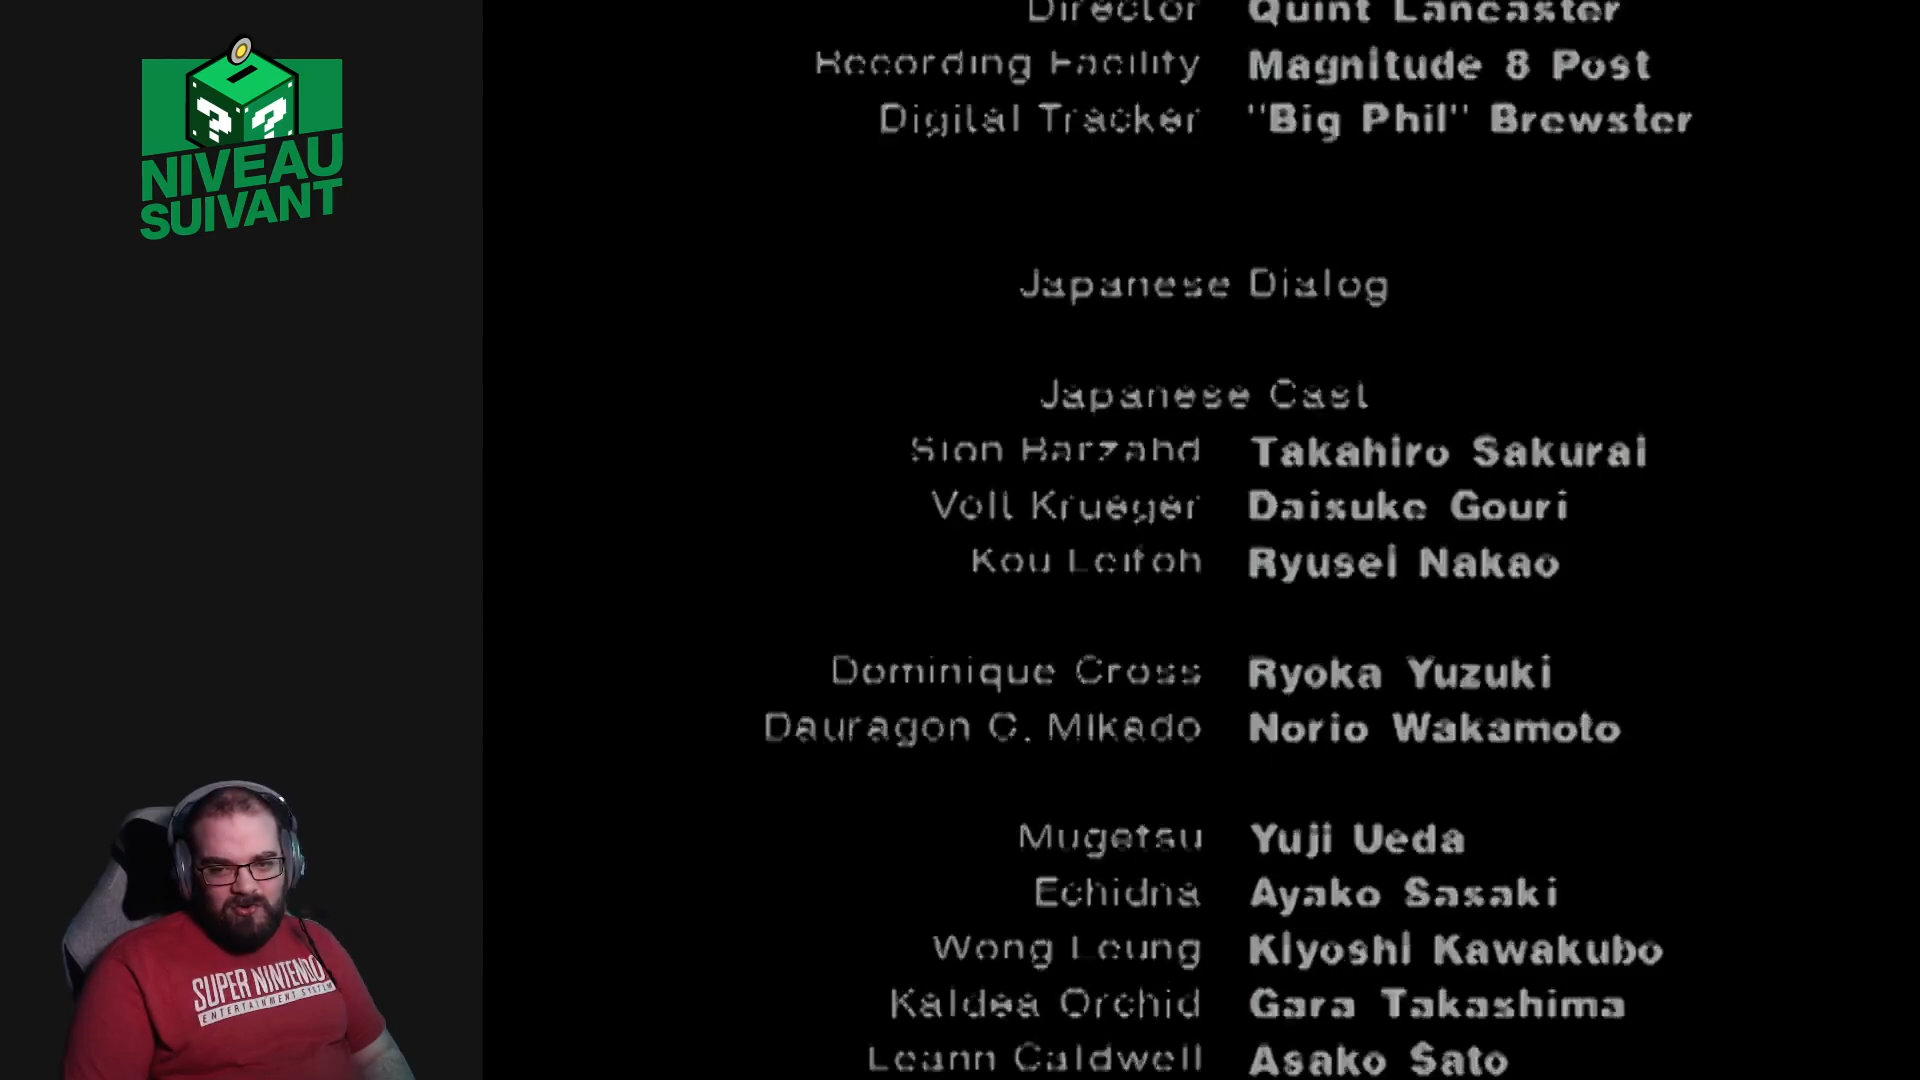 NIVEAU
SUIVANT
Director Quint Lancaster
Recording Facility Magnitude 8 Post
Digital Tracker "Big Phil" Brewster
Japanese Dialog
Japanese Cast
Sion Barzahd Takahiro Sakurai
Volt Krueger Daisuke Gouri
Kou Leifoh Ryusei Nakao
Dominique Cross Ryoka Yuzuki
Dauragon C. Mikado Norio Wakamoto
Mugetsu Yuji Ueda
Echidna Ayako Sasaki
Wong Leung Kiyoshi Kawakubo
Kaldea Orchid Gara Takashima
Leann Caldwell Asako Sato
SUPER NINTENDO
ENTERTAINMENT SYSTEM